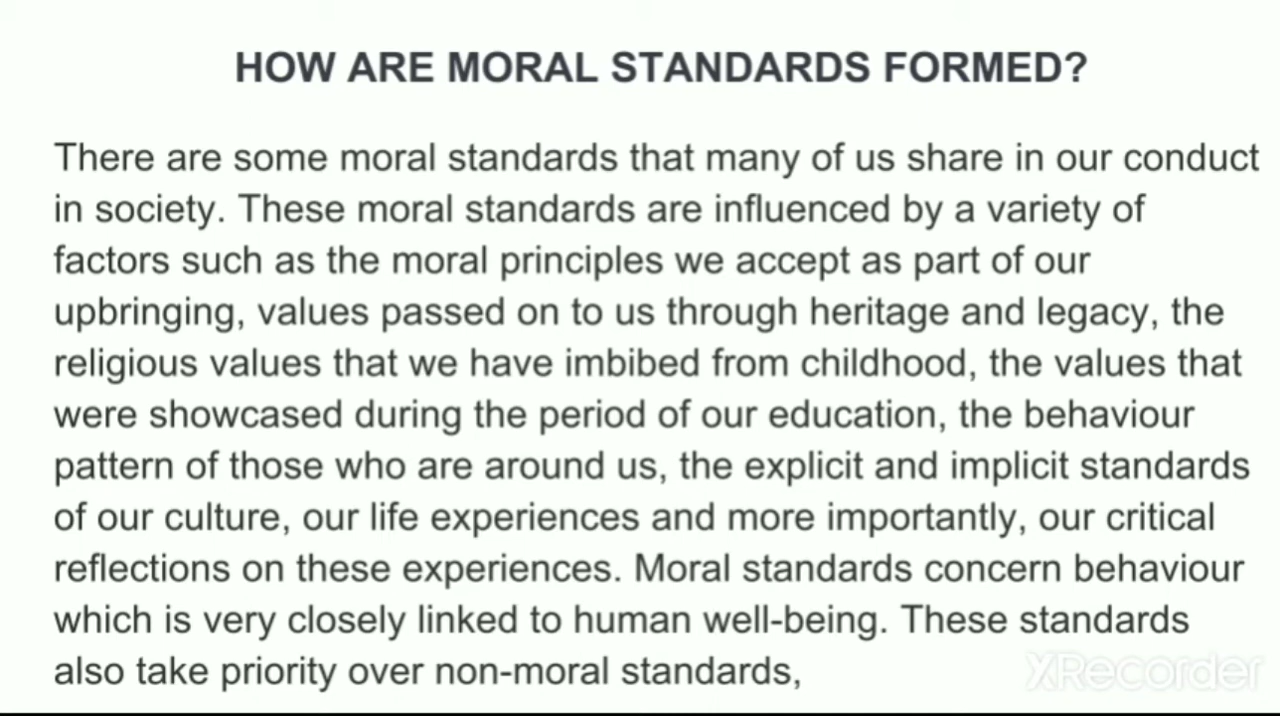 HOW ARE MORAL STANDARDS FORMED?
There are some moral standards that many of us share in our conduct
in society. These moral standards are influenced by a variety of
factors such as the moral principles we accept as part of our
upbringing, values passed on to us through heritage and legacy, the
religious values that we have imbibed from childhood, the values that
were showcased during the period of our education, the behaviour
pattern of those who are around us, the explicit and implicit standards
of our culture, our life experiences and more importantly, our critical
reflections on these experiences. Moral standards concern behaviour
which is very closely linked to human well-being. These standards
also take priority over non-moral standards,
XRecorder